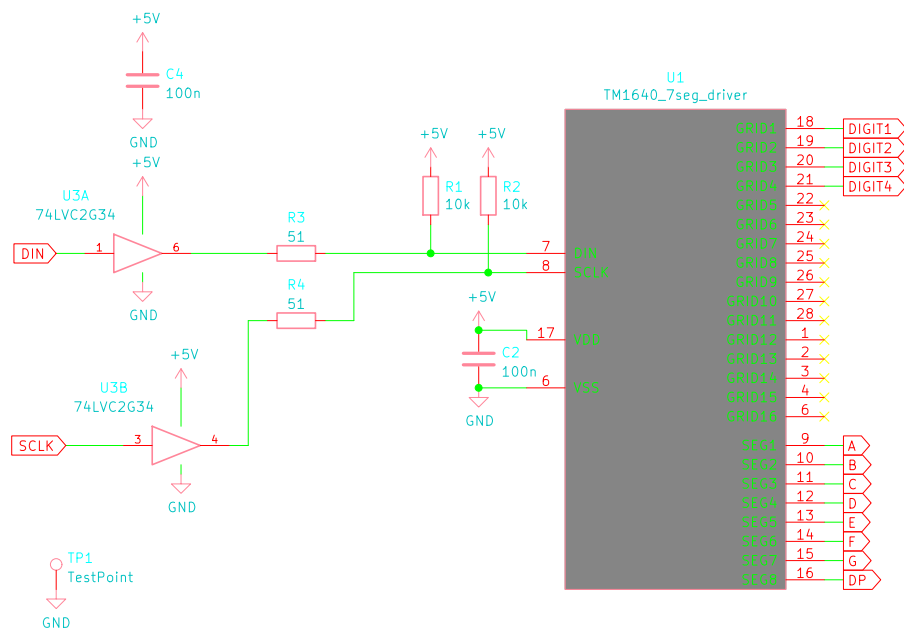 +5V
C4
100n
GND
+5V
U3A
74LVC2G34
DIN
1
6
GND
R3
51
R4
51
+5V
R1
10k
+5V
R2
10k
+5V
C2
100n
GND
+5V
U3B
74LVC2G34
SCLK
3
4
GND
TP1
TestPoint
GND
U1
TM1640_7seg_driver
7 DIN
8 SCLK
17 VDD
6 VSS
GRID1 18 DIGIT1
GRID2 19 DIGIT2
GRID3 20 DIGIT3
GRID4 21 DIGIT4
GRID5 22
GRID6 23
GRID7 24
GRID8 25
GRID9 26
GRID10 27
GRID11 28
GRID12 1
GRID13 2
GRID14 3
GRID15 4
GRID16 6
SEG1 9 A
SEG2 10 B
SEG3 11 C
SEG4 12 D
SEG5 13 E
SEG6 14 F
SEG7 15 G
SEG8 16 DP